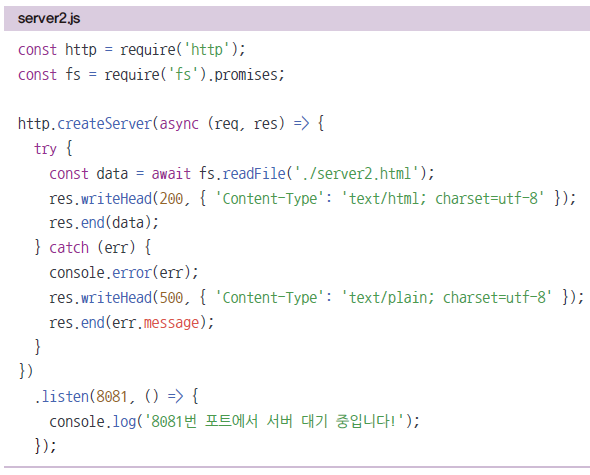 server2.js
const http = require('http');
const fs = require('fs').promises;

http.createServer(async (req, res) => {
  try {
    const data = await fs.readFile('./server2.html');
    res.writeHead(200, { 'Content-Type': 'text/html; charset=utf-8' });
    res.end(data);
  } catch (err) {
    console.error(err);
    res.writeHead(500, { 'Content-Type': 'text/plain; charset=utf-8' });
    res.end(err.message);
  }
})
  .listen(8081, () => {
    console.log('8081번 포트에서 서버 대기 중입니다!');
  });